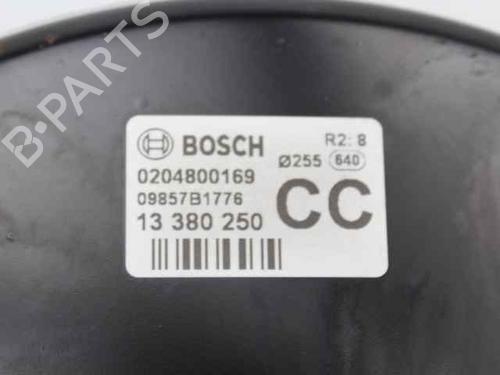 B-PARTS
BOSCH
R2: 8
0204800169
Ø255 640
09857B1776
13 380 250
CC